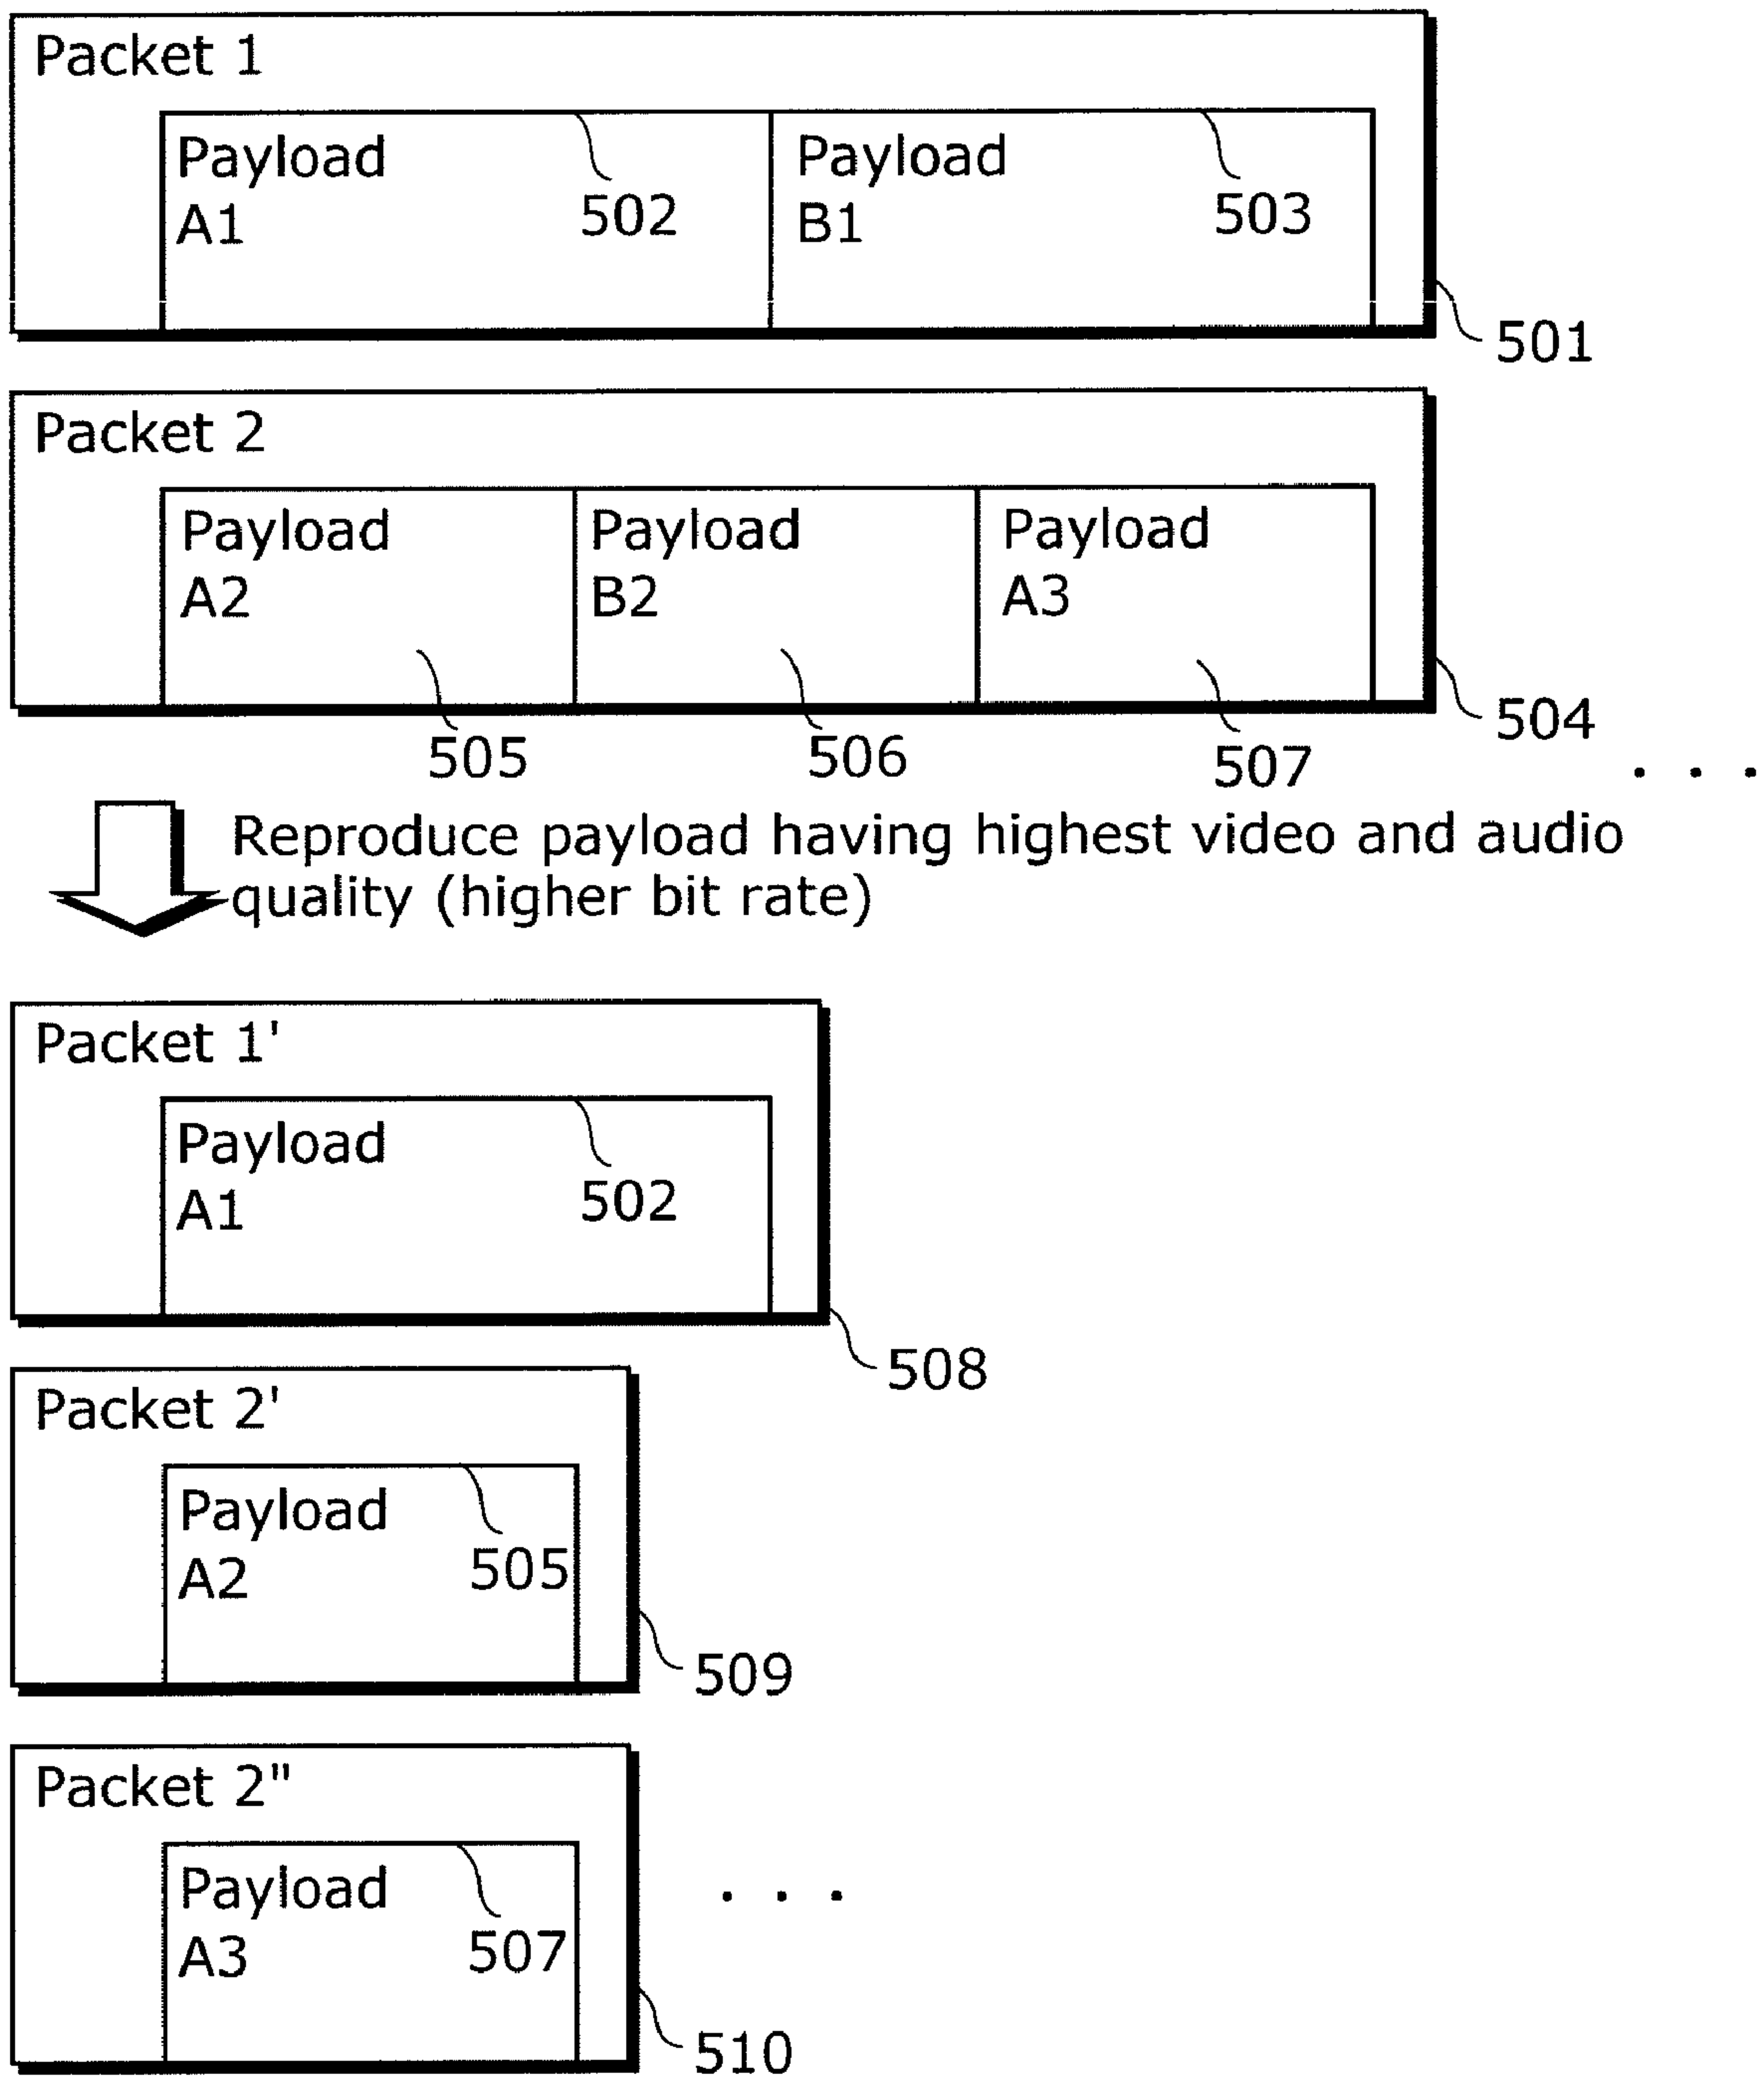 Packet 1
Payload
A1
502
Payload
B1
503
501
Packet 2
Payload
A2
505
Payload
B2
506
Payload
A3
507
504
. . .
Reproduce payload having highest video and audio
quality (higher bit rate)
Packet 1'
Payload
A1
502
508
Packet 2'
Payload
A2
505
509
Packet 2"
Payload
A3
507
510
. . .